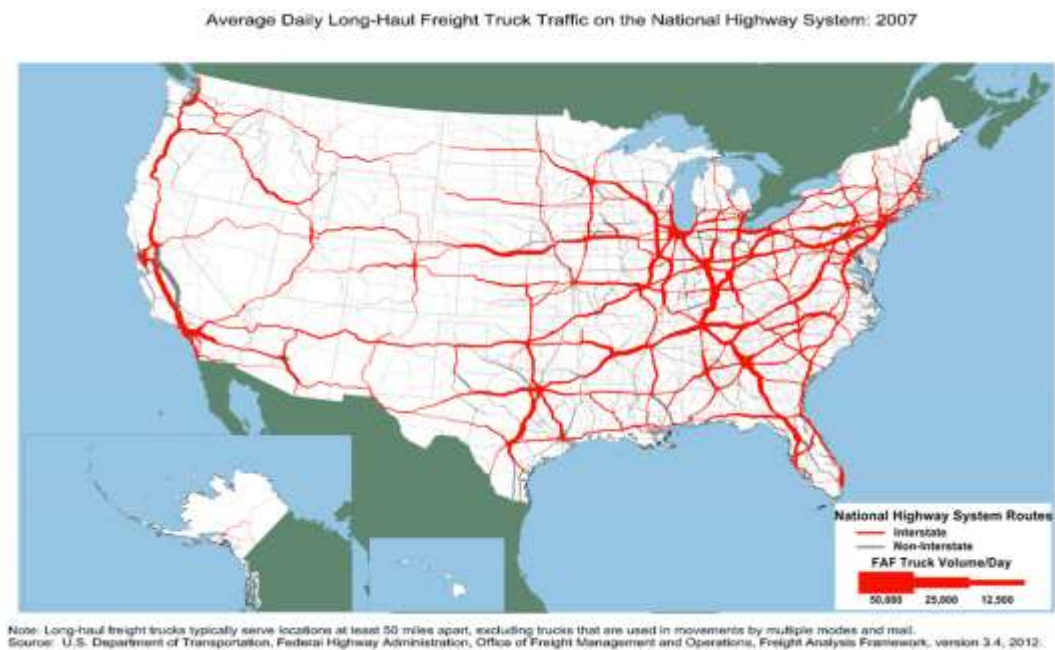 Average Daily Long-Haul Freight Truck Traffic on the National Highway System: 2007
National Highway System Routes
Interstate
Non-Interstate
FAF Truck Volume/Day
50,000 25,000 12,500
Note: Long-haul freight trucks typically serve locations at least 50 miles apart, excluding trucks that are used in movements by multiple modes and mail.
Source: U.S. Department of Transportation, Federal Highway Administration, Office of Freight Management and Operations, Freight Analysis Framework, version 3.4, 2012.